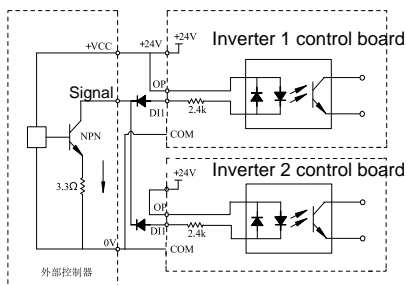 Inverter 1 control board
+VCC
+24V
+24V
OP
Signal
DI1
2.4k
NPN
COM
3.3Ω
Inverter 2 control board
+24V
OP
DI1
2.4k
0V
COM
外部控制器